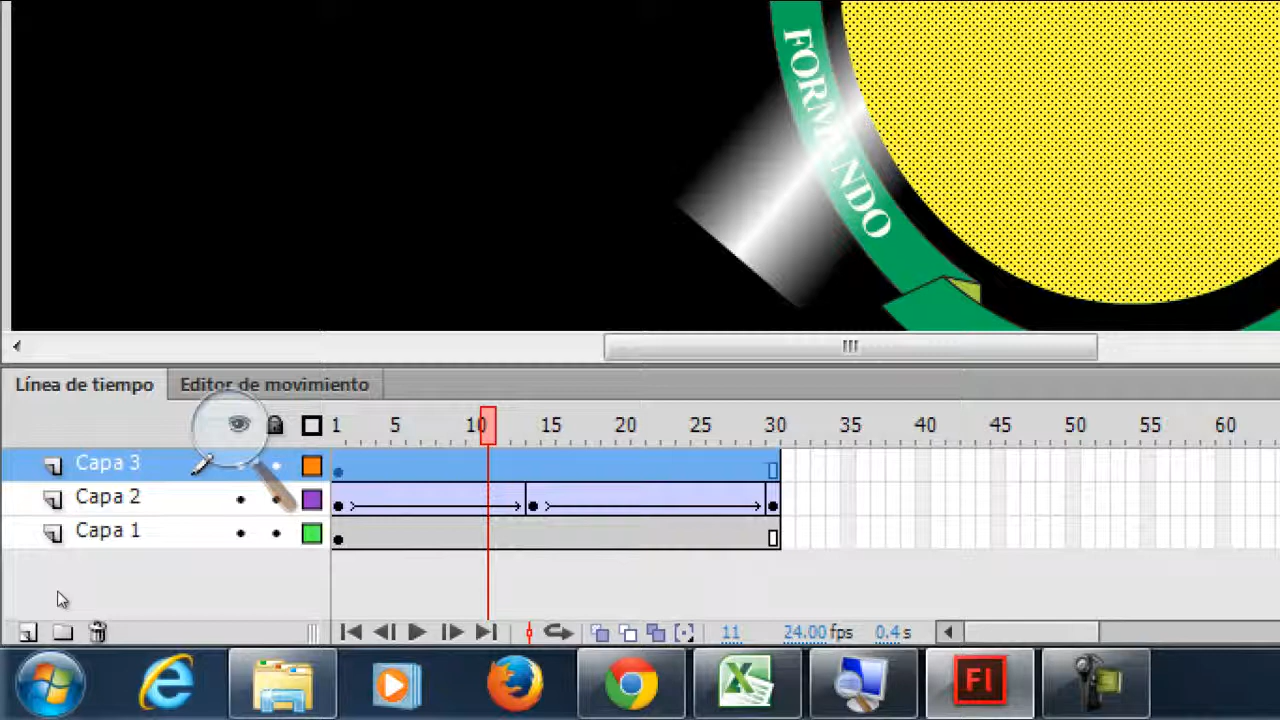 FORMANDO
Línea de tiempo Editor de movimiento
1 5 10 15 20 25 30 35 40 45 50 55 60
Capa 3
Capa 2
Capa 1
11 24.00 fps 0.4 s
Fl